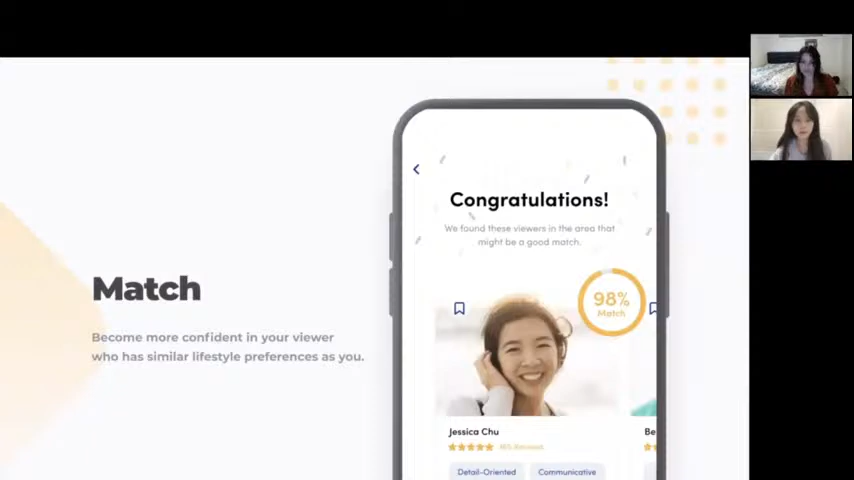 Match
Become more confident in your viewer
who has similar lifestyle preferences as you.
Congratulations!
We found these viewers in the area that
might be a good match.
98%
Match
Jessica Chu
Be
Detail-Oriented
Communicative